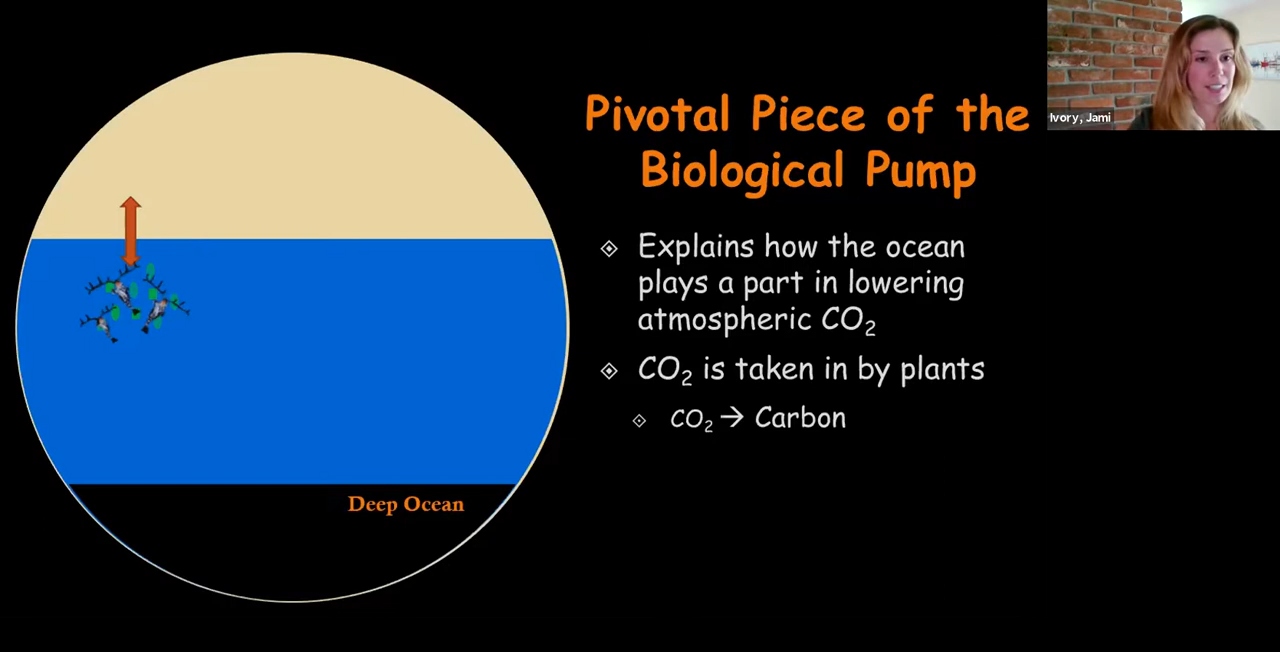 Pivotal Piece of the
Biological Pump
Ivory, Jami
Explains how the ocean
plays a part in lowering
atmospheric CO₂
CO₂ is taken in by plants
CO₂ → Carbon
Deep Ocean